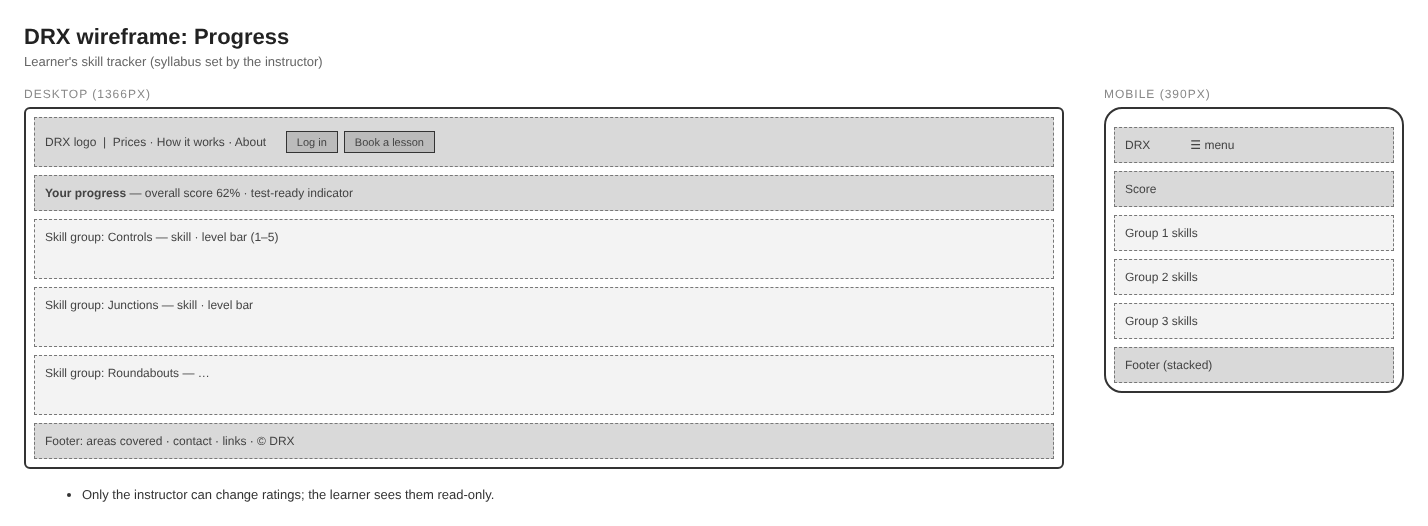 DRX wireframe: Progress
Learner's skill tracker (syllabus set by the instructor)
DESKTOP (1366PX)
DRX logo | Prices · How it works · About Log in Book a lesson
Your progress — overall score 62% · test-ready indicator
Skill group: Controls — skill · level bar (1–5)
Skill group: Junctions — skill · level bar
Skill group: Roundabouts — …
Footer: areas covered · contact · links · © DRX
MOBILE (390PX)
DRX ☰ menu
Score
Group 1 skills
Group 2 skills
Group 3 skills
Footer (stacked)
• Only the instructor can change ratings; the learner sees them read-only.